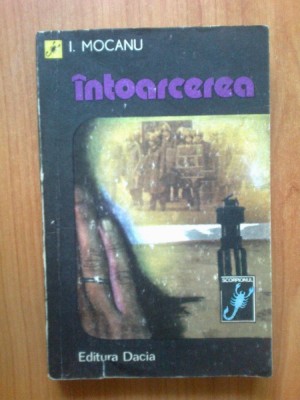 I. MOCANU
întoarcerea
SCORPIONUL
Editura Dacia